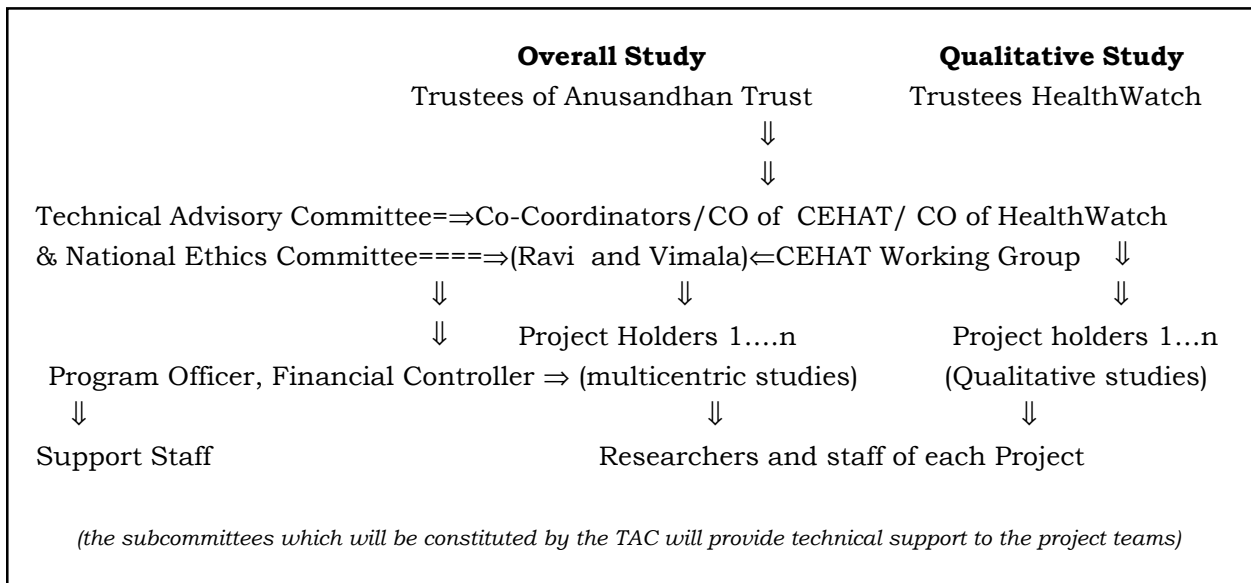 Overall Study Qualitative Study
Trustees of Anusandhan Trust Trustees HealthWatch
⇓
⇓
Technical Advisory Committee=⇒Co-Coordinators/CO of CEHAT/ CO of HealthWatch
& National Ethics Committee====⇒(Ravi and Vimala)⇐CEHAT Working Group ⇓
⇓ ⇓ ⇓
⇓ Project Holders 1....n Project holders 1...n
Program Officer, Financial Controller ⇒ (multicentric studies) (Qualitative studies)
⇓ ⇓ ⇓
Support Staff Researchers and staff of each Project
(the subcommittees which will be constituted by the TAC will provide technical support to the project teams)